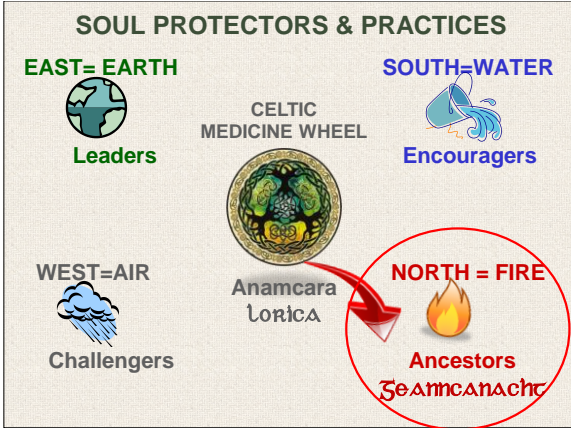 SOUL PROTECTORS & PRACTICES
EAST= EARTH
Leaders
SOUTH=WATER
Encouragers
CELTIC
MEDICINE WHEEL
Anamcara
Lorica
WEST=AIR
Challengers
NORTH = FIRE
Ancestors
Geanncanacht